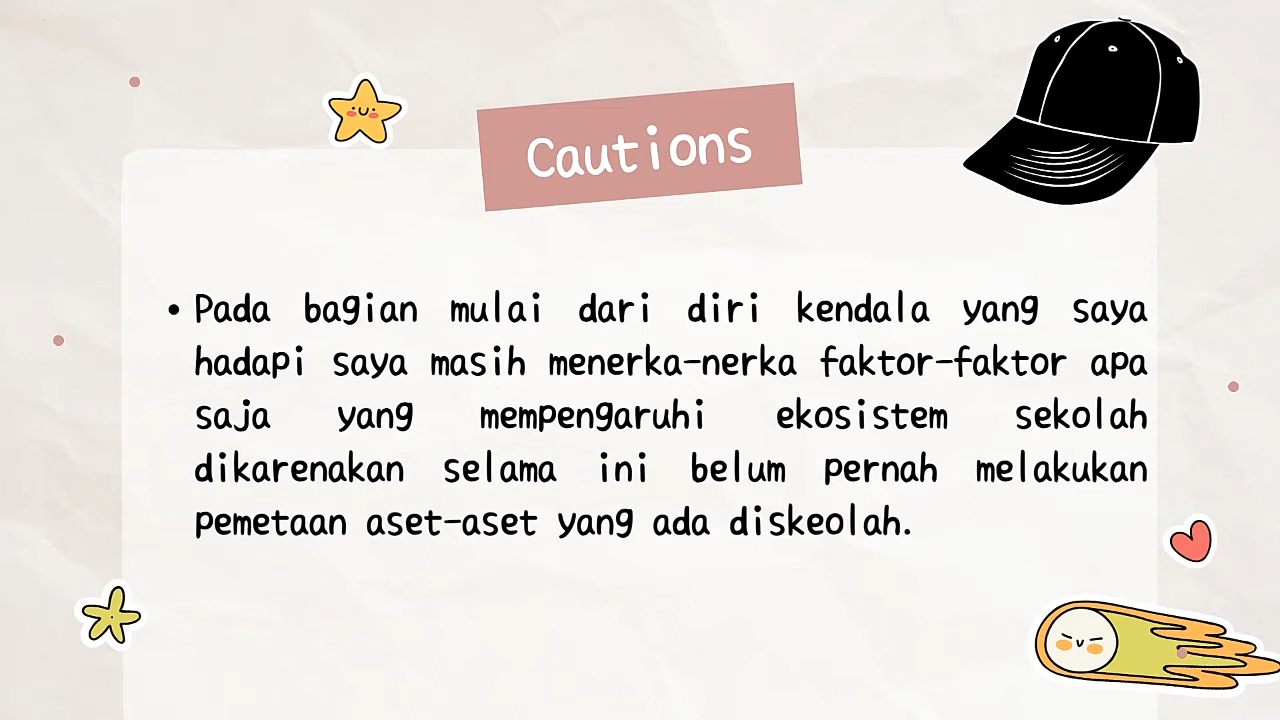 Cautions
• Pada bagian mulai dari diri kendala yang saya
hadapi saya masih menerka-nerka faktor-faktor apa
saja yang mempengaruhi ekosistem sekolah
dikarenakan selama ini belum pernah melakukan
pemetaan aset-aset yang ada diskeolah.